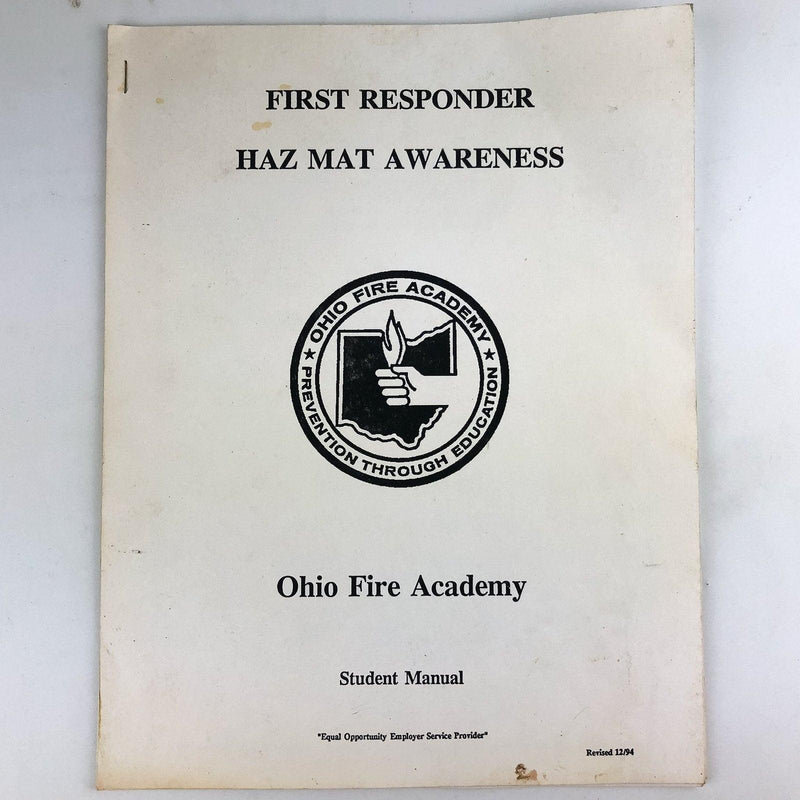 FIRST RESPONDER
HAZ MAT AWARENESS
OHIO FIRE ACADEMY
★ PREVENTION THROUGH EDUCATION ★
Ohio Fire Academy
Student Manual
"Equal Opportunity Employer Service Provider"
Revised 12/94